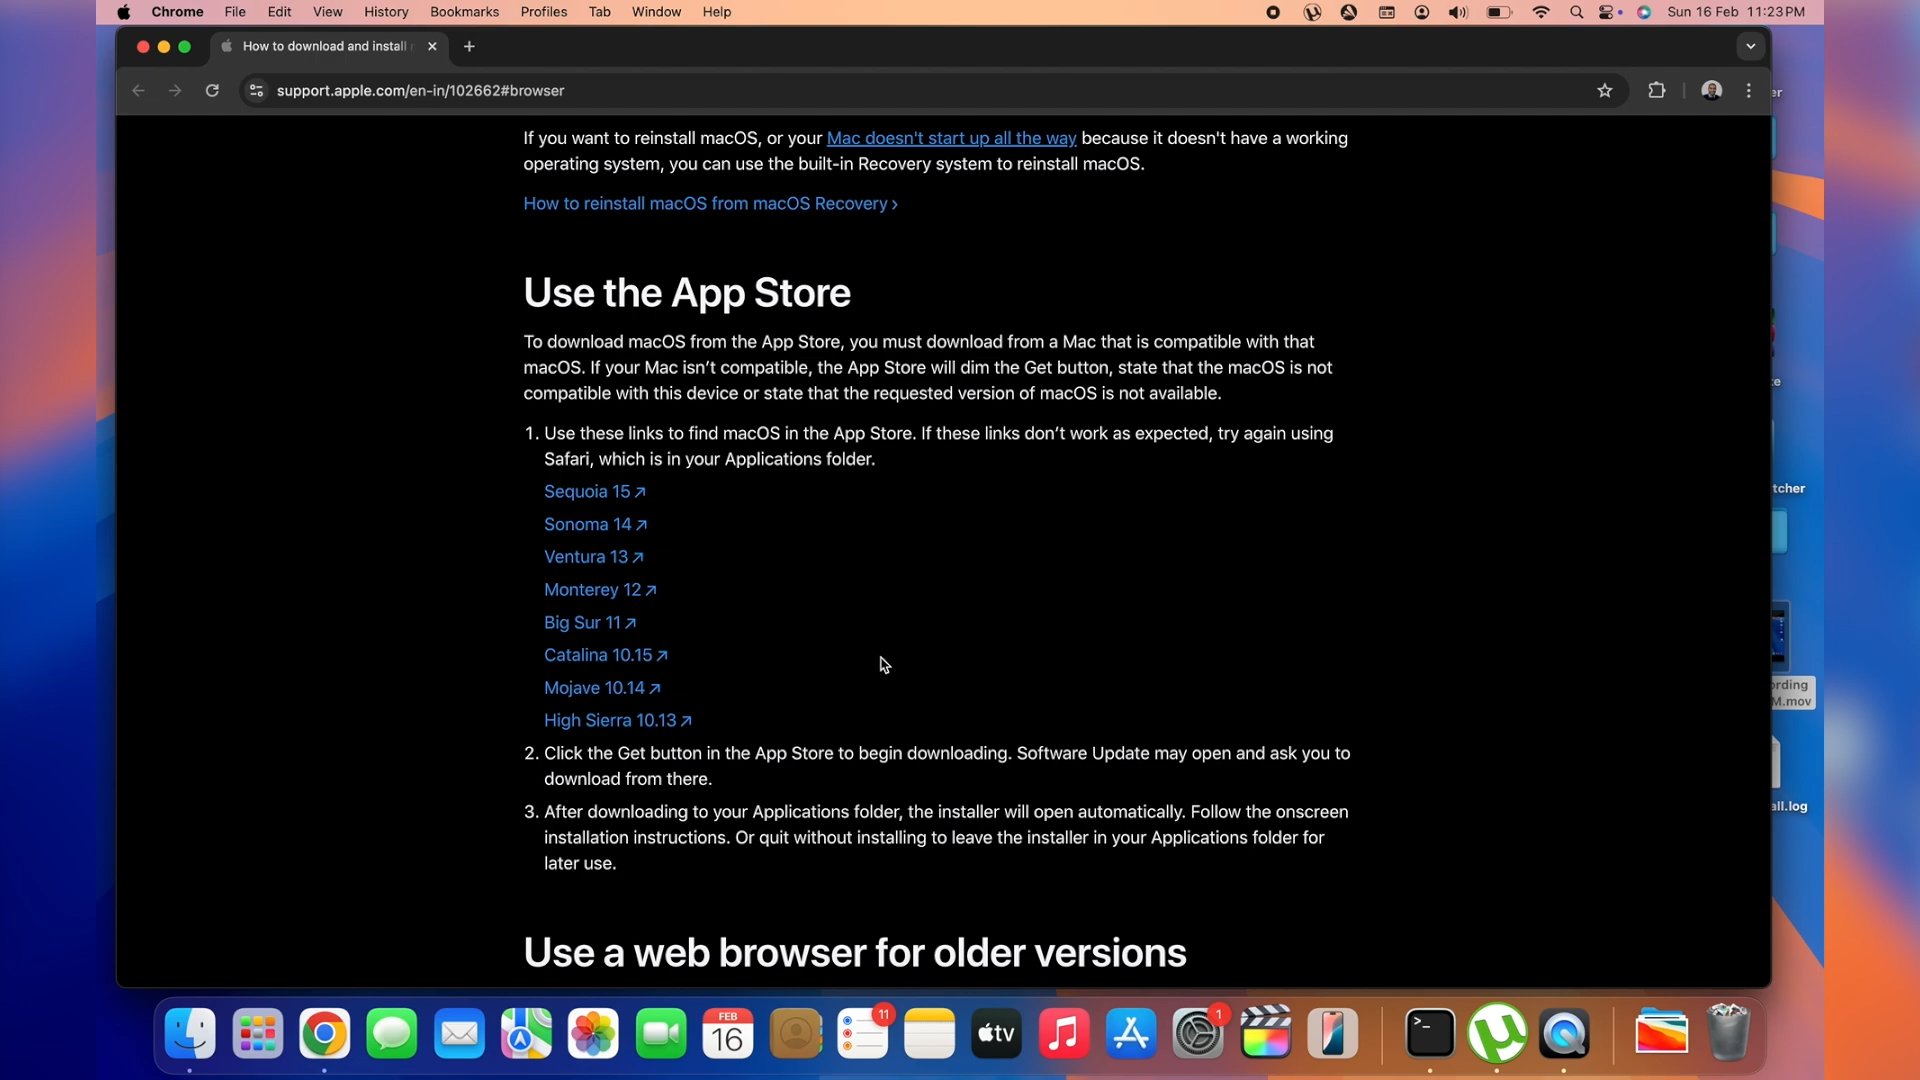 Chrome File Edit View History Bookmarks Profiles Tab Window Help Sun 16 Feb 11:23 PM
How to download and install
support.apple.com/en-in/102662#browser
If you want to reinstall macOS, or your Mac doesn't start up all the way because it doesn't have a working
operating system, you can use the built-in Recovery system to reinstall macOS.
How to reinstall macOS from macOS Recovery ›
Use the App Store
To download macOS from the App Store, you must download from a Mac that is compatible with that
macOS. If your Mac isn’t compatible, the App Store will dim the Get button, state that the macOS is not
compatible with this device or state that the requested version of macOS is not available.
1. Use these links to find macOS in the App Store. If these links don’t work as expected, try again using
Safari, which is in your Applications folder.
Sequoia 15↗
Sonoma 14↗
Ventura 13↗
Monterey 12↗
Big Sur 11↗
Catalina 10.15↗
Mojave 10.14↗
High Sierra 10.13↗
2. Click the Get button in the App Store to begin downloading. Software Update may open and ask you to
download from there.
3. After downloading to your Applications folder, the installer will open automatically. Follow the onscreen
installation instructions. Or quit without installing to leave the installer in your Applications folder for
later use.
Use a web browser for older versions
er
te
tcher
ording
M.mov
all.log
FEB
16
11
tv
1
>_